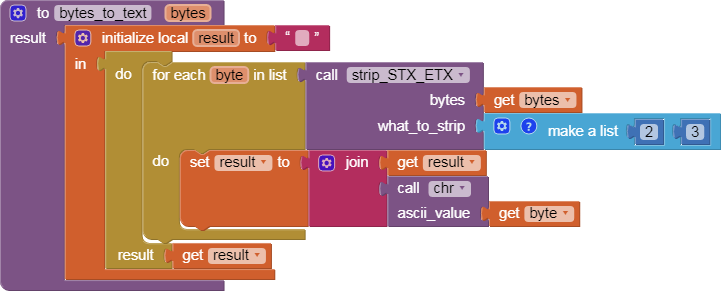 to bytes_to_text bytes
result initialize local result to " "
in do for each byte in list call strip_STX_ETX
bytes get bytes
what_to_strip ? make a list 2 3
do set result to join get result
call chr
ascii_value get byte
result get result